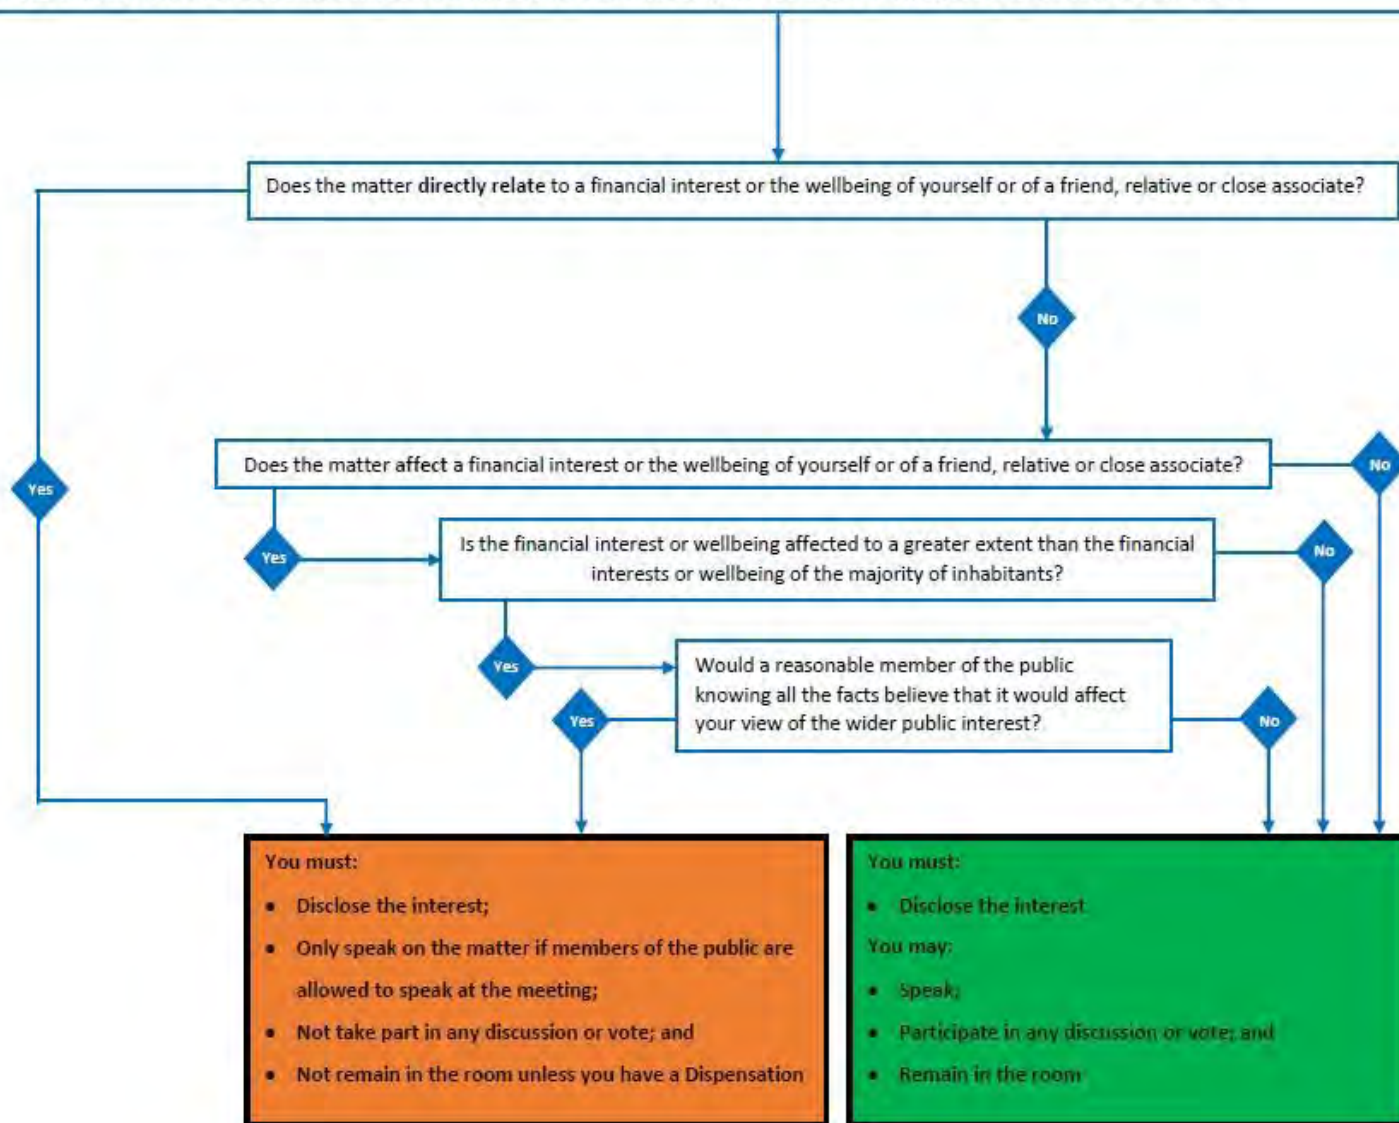 Does the matter directly relate to a financial interest or the wellbeing of yourself or of a friend, relative or close associate?
No
Does the matter affect a financial interest or the wellbeing of yourself or of a friend, relative or close associate?
No
Yes
Yes
Is the financial interest or wellbeing affected to a greater extent than the financial
interests or wellbeing of the majority of inhabitants?
No
Yes
Would a reasonable member of the public
knowing all the facts believe that it would affect
your view of the wider public interest?
Yes
No
You must:
• Disclose the interest;
• Only speak on the matter if members of the public are
allowed to speak at the meeting;
• Not take part in any discussion or vote; and
• Not remain in the room unless you have a Dispensation
You must:
• Disclose the interest
You may:
• Speak;
• Participate in any discussion or vote; and
• Remain in the room